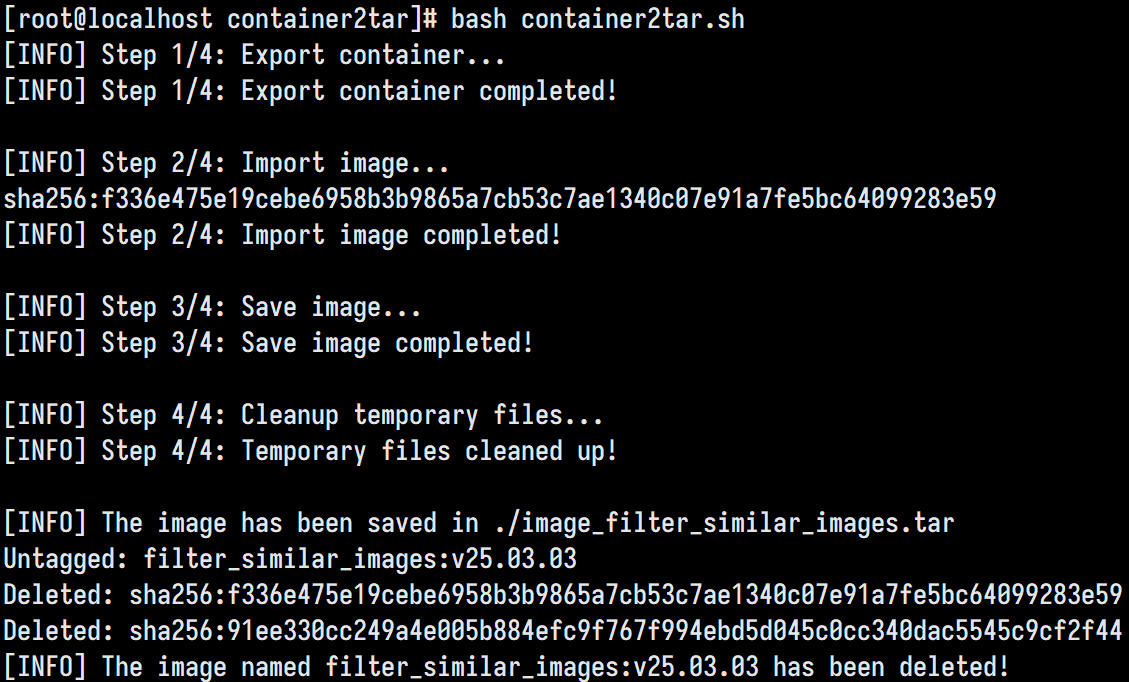 [root@localhost container2tar]# bash container2tar.sh
[INFO] Step 1/4: Export container...
[INFO] Step 1/4: Export container completed!
[INFO] Step 2/4: Import image...
sha256:f336e475e19cebe6958b3b9865a7cb53c7ae1340c07e91a7fe5bc64099283e59
[INFO] Step 2/4: Import image completed!
[INFO] Step 3/4: Save image...
[INFO] Step 3/4: Save image completed!
[INFO] Step 4/4: Cleanup temporary files...
[INFO] Step 4/4: Temporary files cleaned up!
[INFO] The image has been saved in ./image_filter_similar_images.tar
Untagged: filter_similar_images:v25.03.03
Deleted: sha256:f336e475e19cebe6958b3b9865a7cb53c7ae1340c07e91a7fe5bc64099283e59
Deleted: sha256:91ee330cc249a4e005b884efc9f767f994ebd5d045c0cc340dac5545c9cf2f44
[INFO] The image named filter_similar_images:v25.03.03 has been deleted!